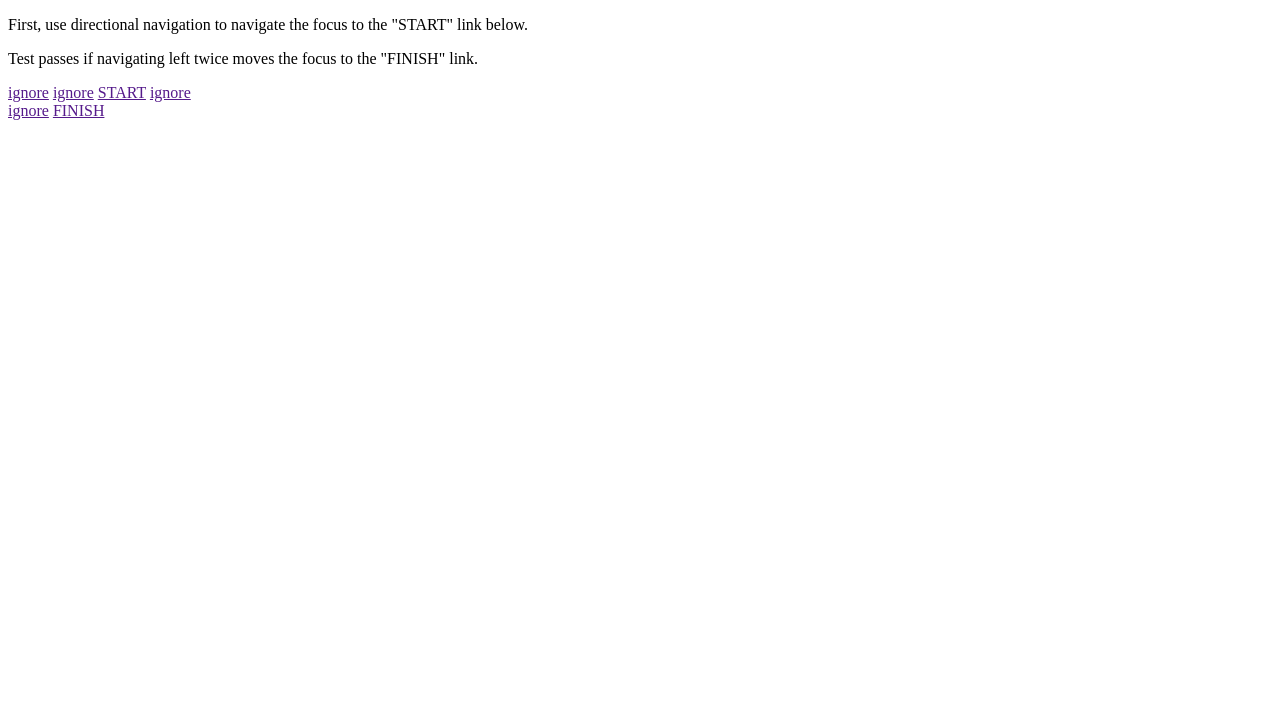 First, use directional navigation to navigate the focus to the "START" link below.
Test passes if navigating left twice moves the focus to the "FINISH" link.
ignore ignore START ignore
ignore FINISH